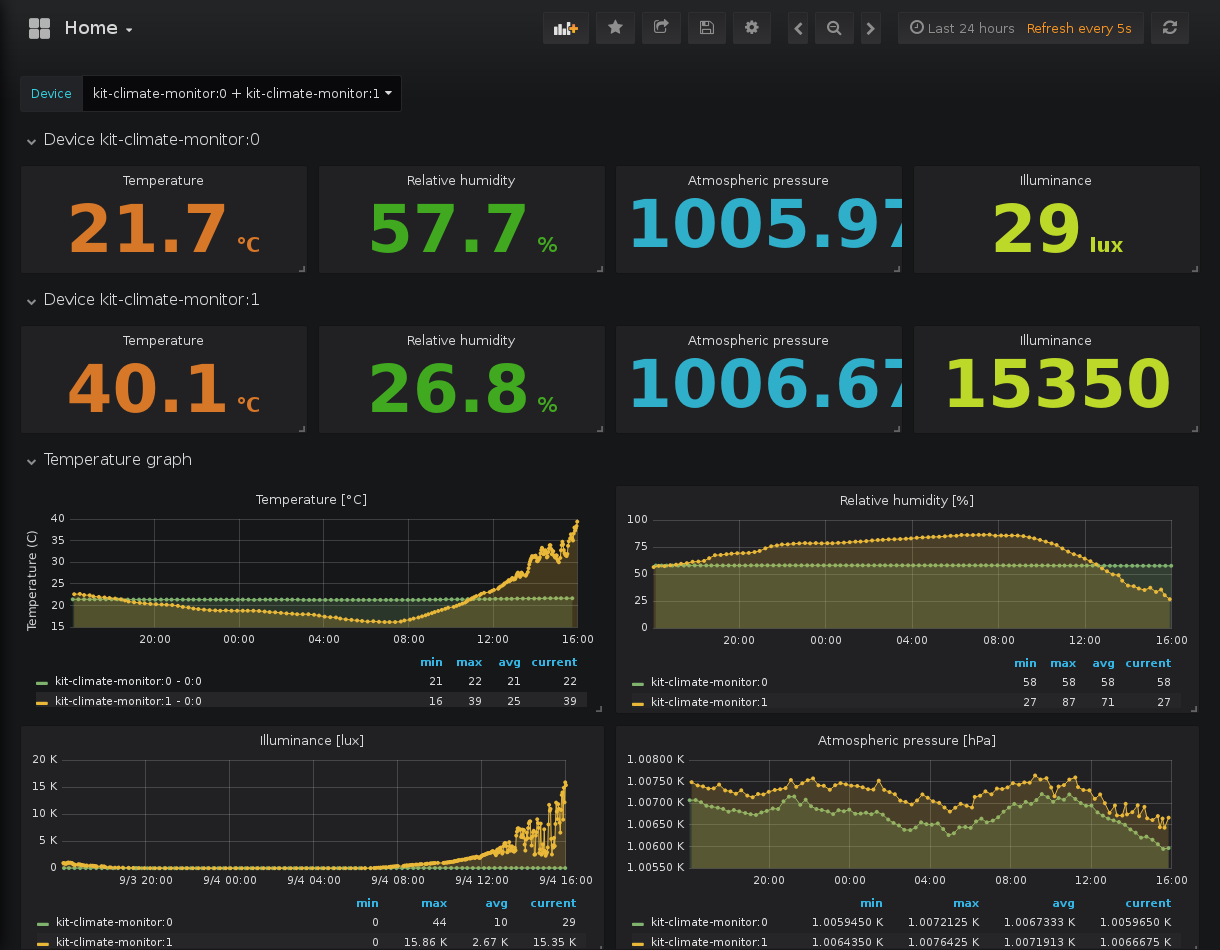 Home
Last 24 hours Refresh every 5s
Device kit-climate-monitor:0 + kit-climate-monitor:1
Device kit-climate-monitor:0
Temperature Relative humidity Atmospheric pressure Illuminance
21.7 °C 57.7 % 1005.97 29 lux
Device kit-climate-monitor:1
Temperature Relative humidity Atmospheric pressure Illuminance
40.1 °C 26.8 % 1006.67 15350
Temperature graph
Temperature [°C]
Temperature (C)
40
35
30
25
20
15
20:00 00:00 04:00 08:00 12:00 16:00
min max avg current
kit-climate-monitor:0 - 0:0 21 22 21 22
kit-climate-monitor:1 - 0:0 16 39 25 39
Relative humidity [%]
100
75
50
25
0
20:00 00:00 04:00 08:00 12:00 16:00
min max avg current
kit-climate-monitor:0 58 58 58 58
kit-climate-monitor:1 27 87 71 27
Illuminance [lux]
20 K
15 K
10 K
5 K
0
9/3 20:00 9/4 00:00 9/4 04:00 9/4 08:00 9/4 12:00 9/4 16:00
min max avg current
kit-climate-monitor:0 0 44 10 29
kit-climate-monitor:1 0 15.86 K 2.67 K 15.35 K
Atmospheric pressure [hPa]
1.00800 K
1.00750 K
1.00700 K
1.00650 K
1.00600 K
1.00550 K
20:00 00:00 04:00 08:00 12:00 16:00
min max avg current
kit-climate-monitor:0 1.0059450 K 1.0072125 K 1.0067333 K 1.0059650 K
kit-climate-monitor:1 1.0064350 K 1.0076425 K 1.0071913 K 1.0066675 K